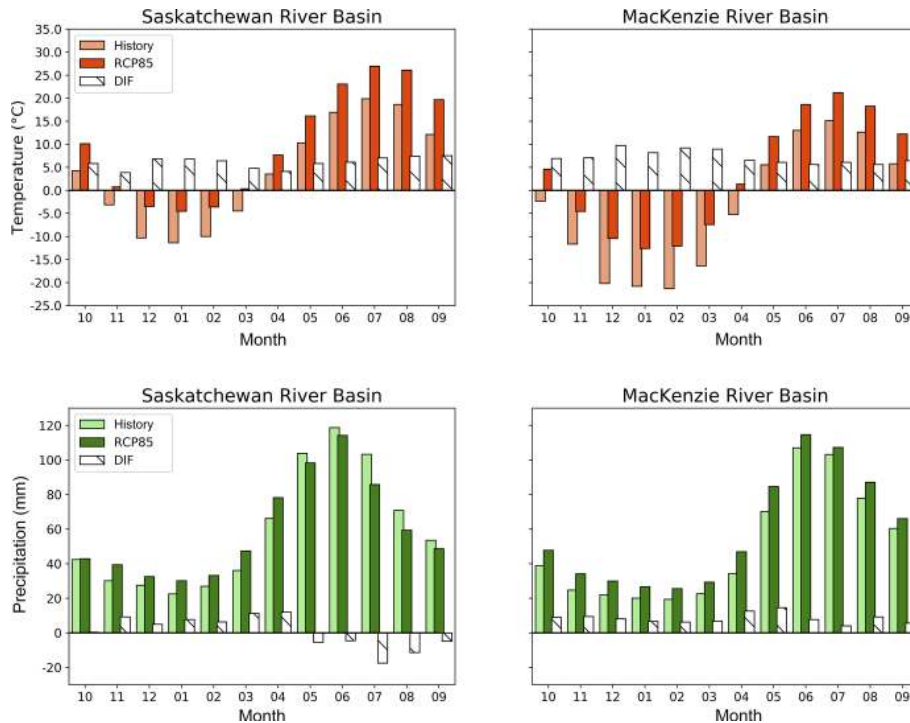 Saskatchewan River Basin
35.0
30.0
25.0
20.0
15.0
10.0
5.0
0.0
-5.0
-10.0
-15.0
-20.0
-25.0
Temperature (°C)
History
RCP85
DIF
10 11 12 01 02 03 04 05 06 07 08 09
Month
MacKenzie River Basin
10 11 12 01 02 03 04 05 06 07 08 09
Month
Saskatchewan River Basin
120
100
80
60
40
20
0
-20
Precipitation (mm)
History
RCP85
DIF
10 11 12 01 02 03 04 05 06 07 08 09
Month
MacKenzie River Basin
10 11 12 01 02 03 04 05 06 07 08 09
Month